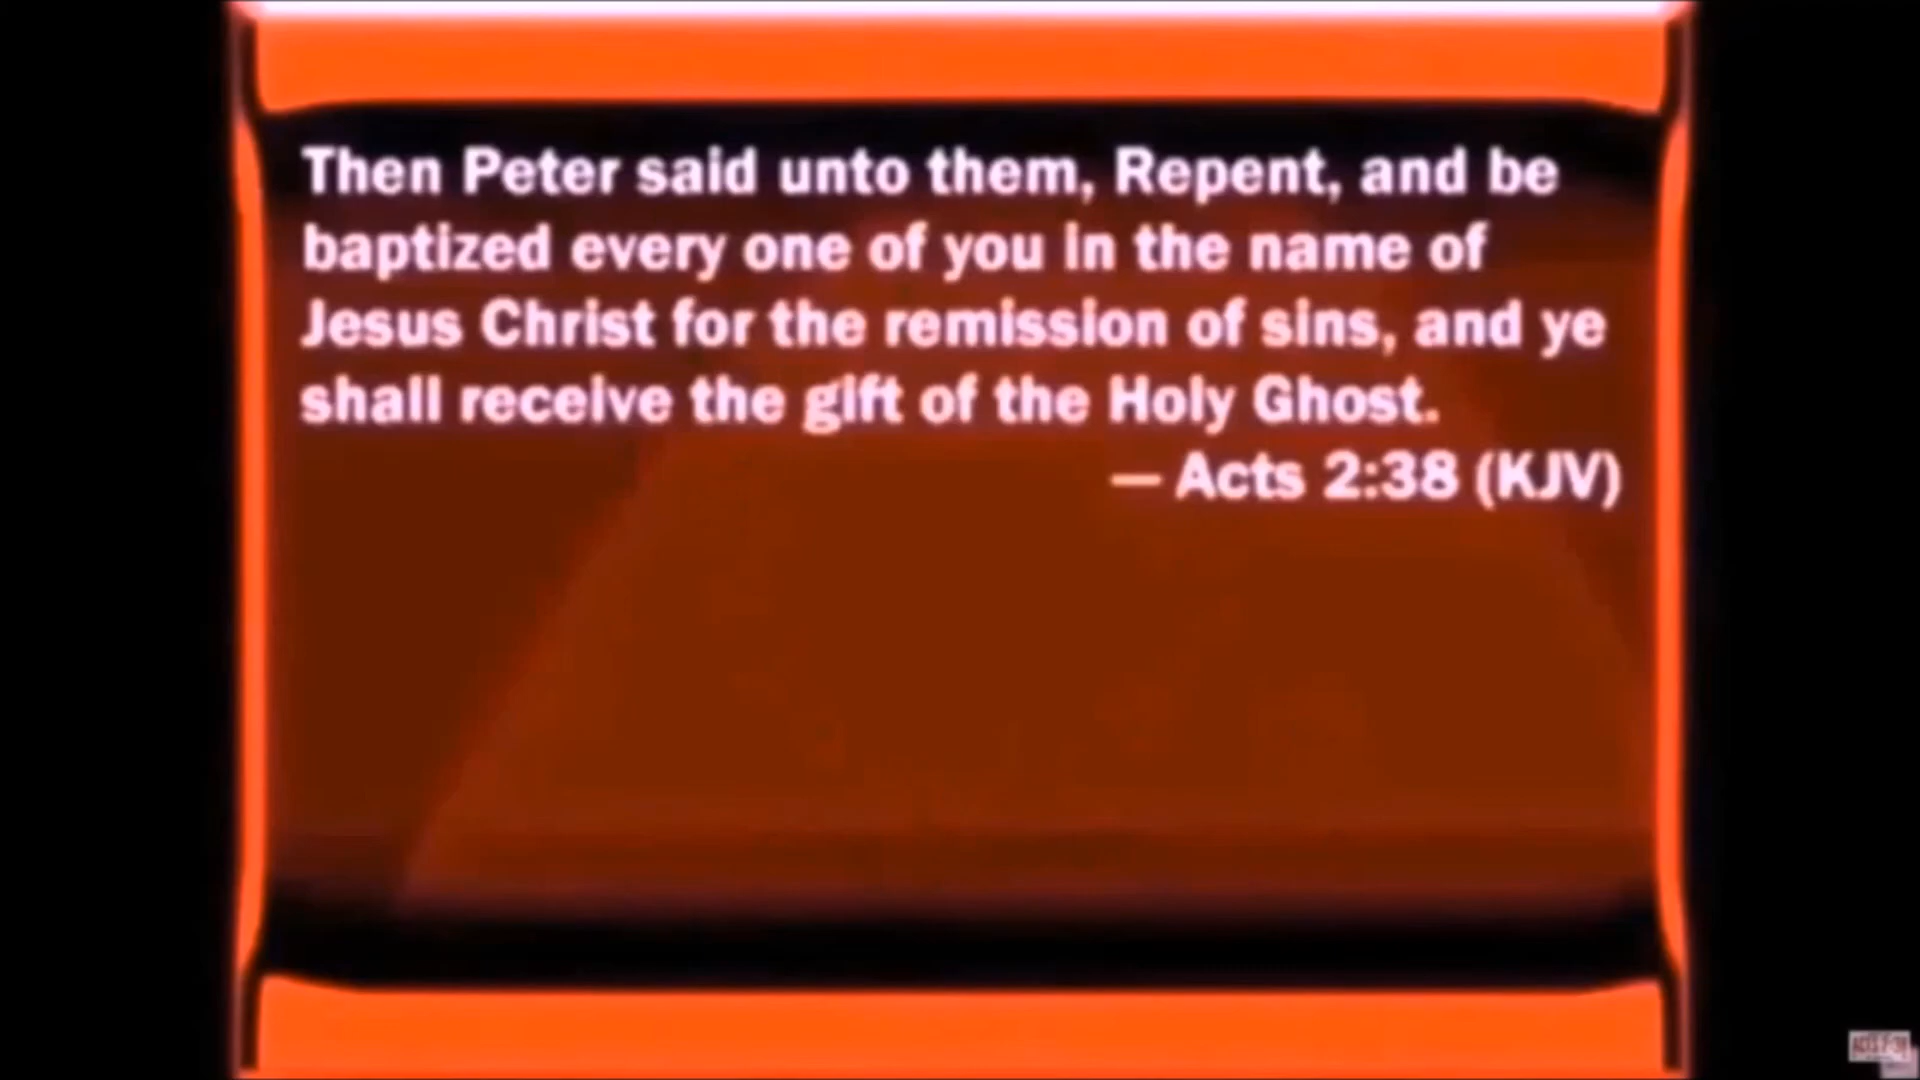 Then Peter said unto them, Repent, and be
baptized every one of you in the name of
Jesus Christ for the remission of sins, and ye
shall receive the gift of the Holy Ghost.
— Acts 2:38 (KJV)